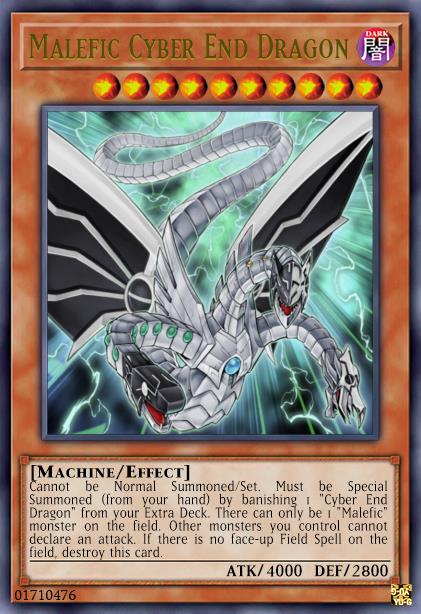 Malefic Cyber End Dragon
DARK
闇
[Machine/Effect]
Cannot be Normal Summoned/Set. Must be Special
Summoned (from your hand) by banishing 1 "Cyber End
Dragon" from your Extra Deck. There can only be 1 "Malefic"
monster on the field. Other monsters you control cannot
declare an attack. If there is no face-up Field Spell on
the field, destroy this card.
ATK/4000 DEF/2800
01710476